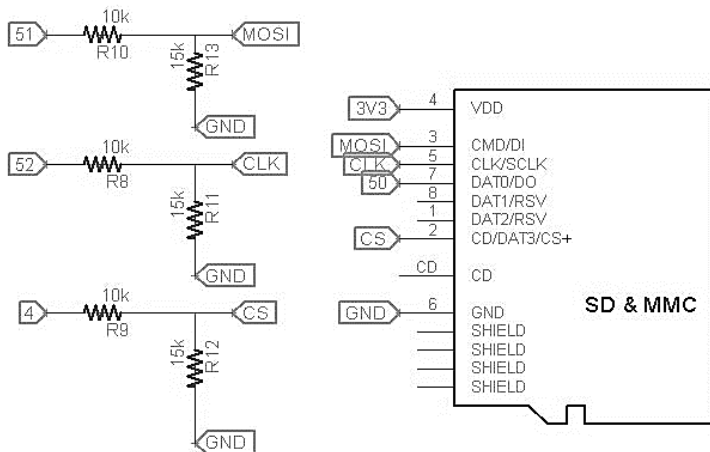 10k
51
MOSI
R10
15k
R13
GND
10k
52
CLK
R8
15k
R11
GND
10k
4
CS
R9
15k
R12
GND
3V3 4 VDD
MOSI 3 CMD/DI
CLK 5 CLK/SCLK
50 7 DAT0/DO
8 DAT1/RSV
1 DAT2/RSV
CS 2 CD/DAT3/CS+
CD CD
GND 6 GND
SD & MMC
SHIELD
SHIELD
SHIELD
SHIELD